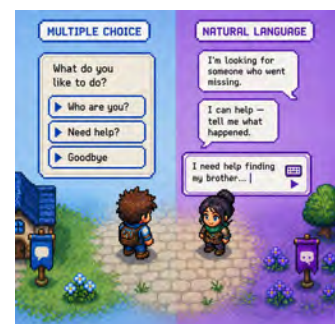 MULTIPLE CHOICE
What do you
like to do?
Who are you?
Need help?
Goodbye
NATURAL LANGUAGE
I'm looking for
someone who went
missing.
I can help —
tell me what
happened.
I need help finding
my brother... |